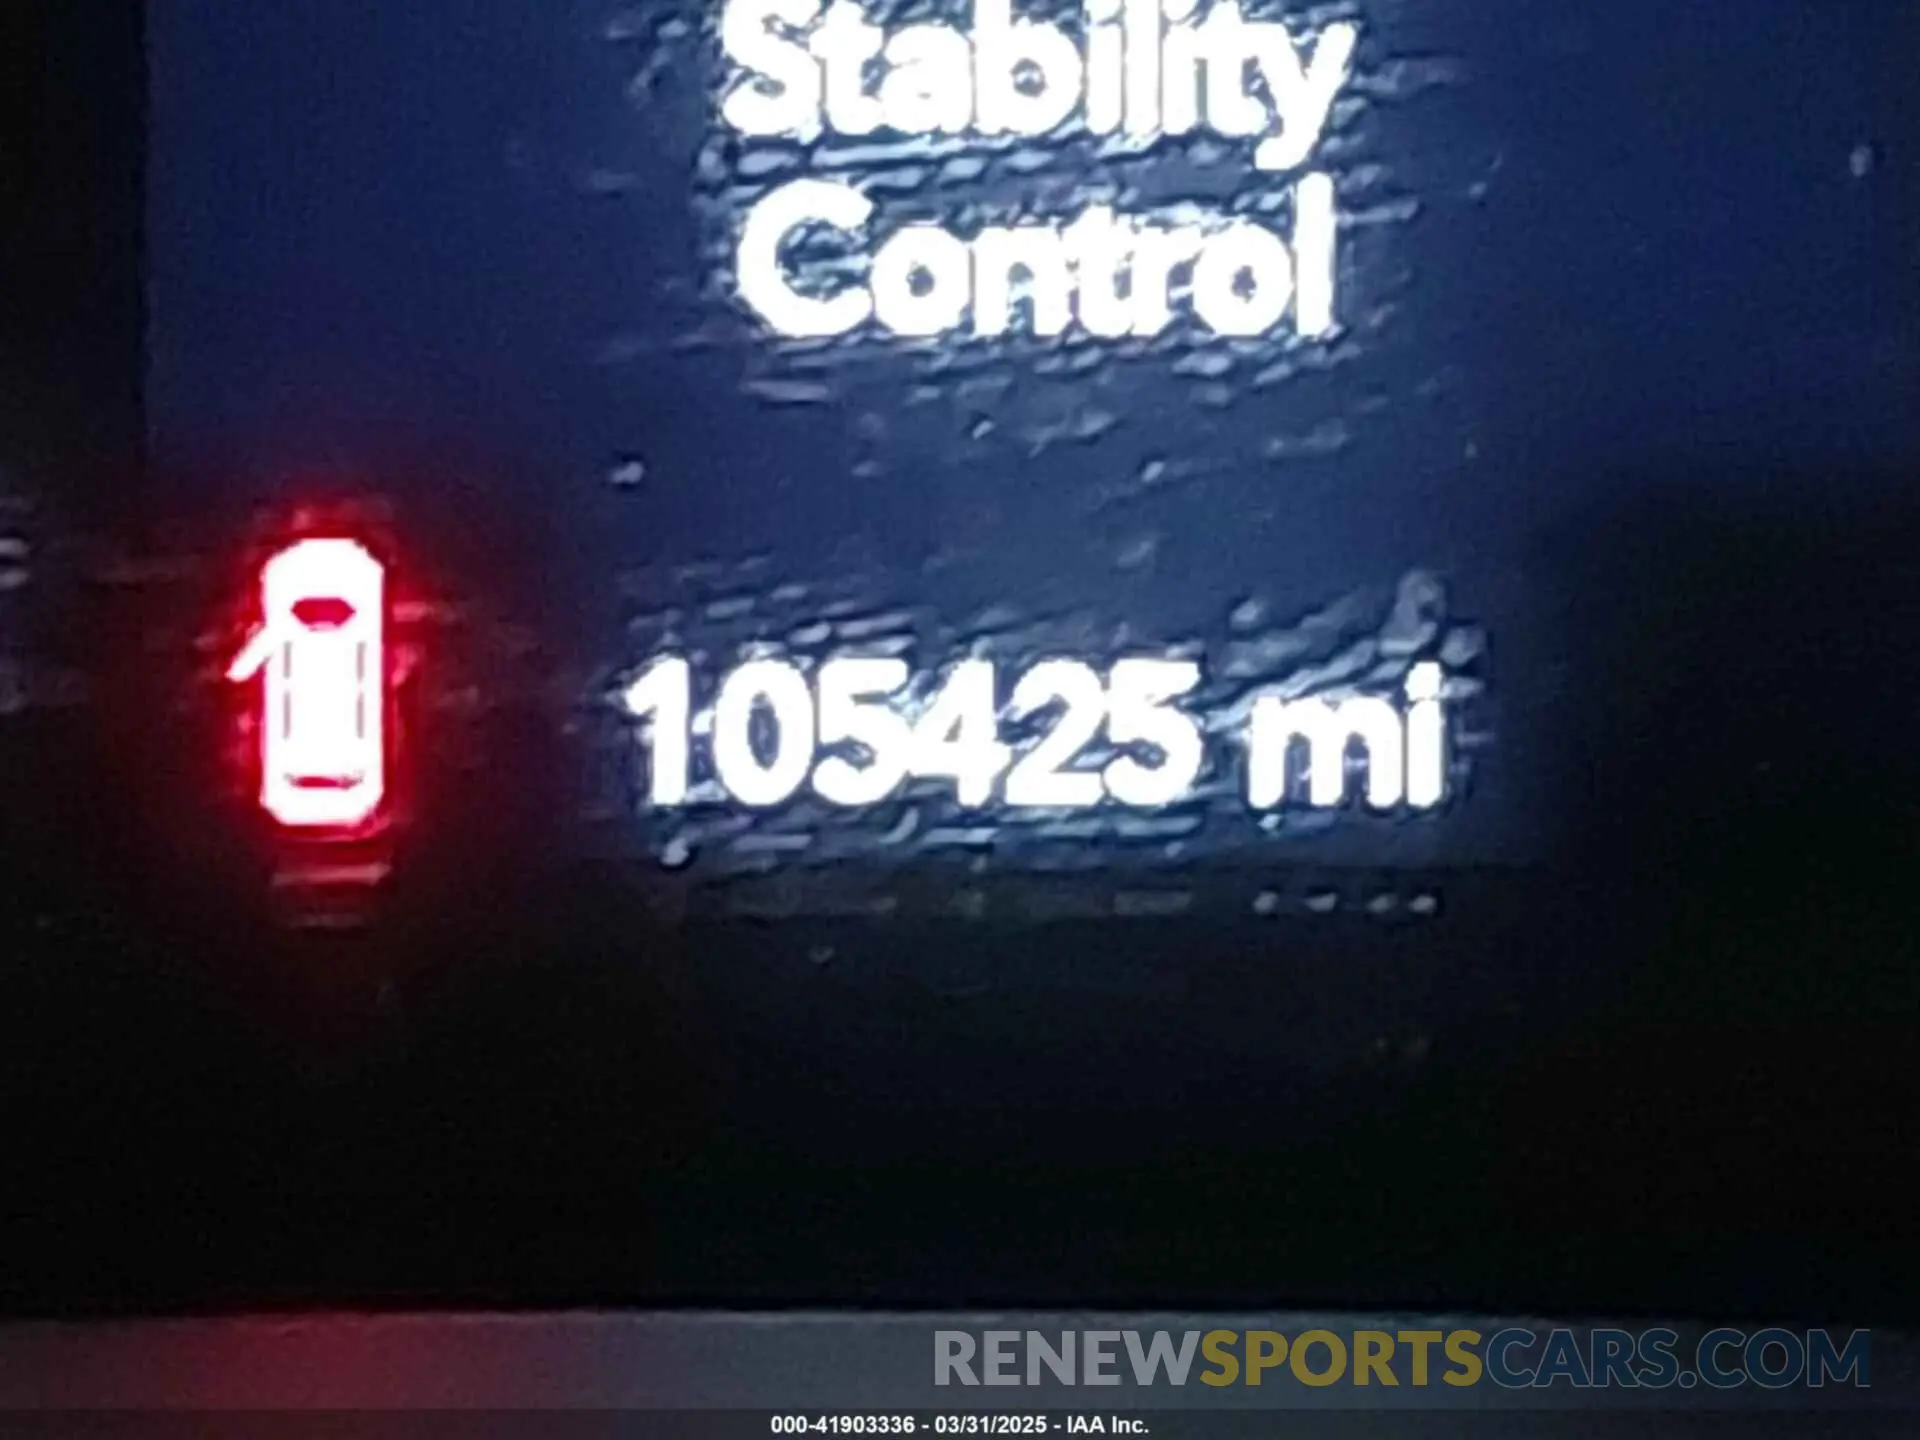 Stability
Control
105425 mi
RENEWSPORTSCARS.COM
000-41903336 - 03/31/2025 - IAA Inc.